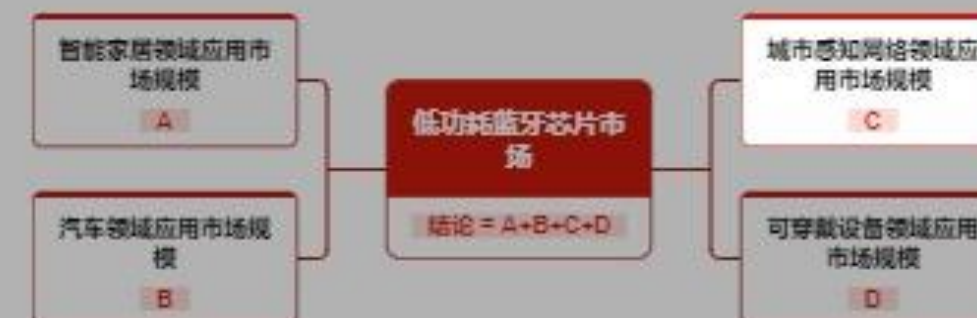 智能家居领域应用市
场规模
A
汽车领域应用市场规
模
B
低功耗蓝牙芯片市
场
结论 = A+B+C+D
城市感知网络领域应
用市场规模
C
可穿戴设备领域应用
市场规模
D